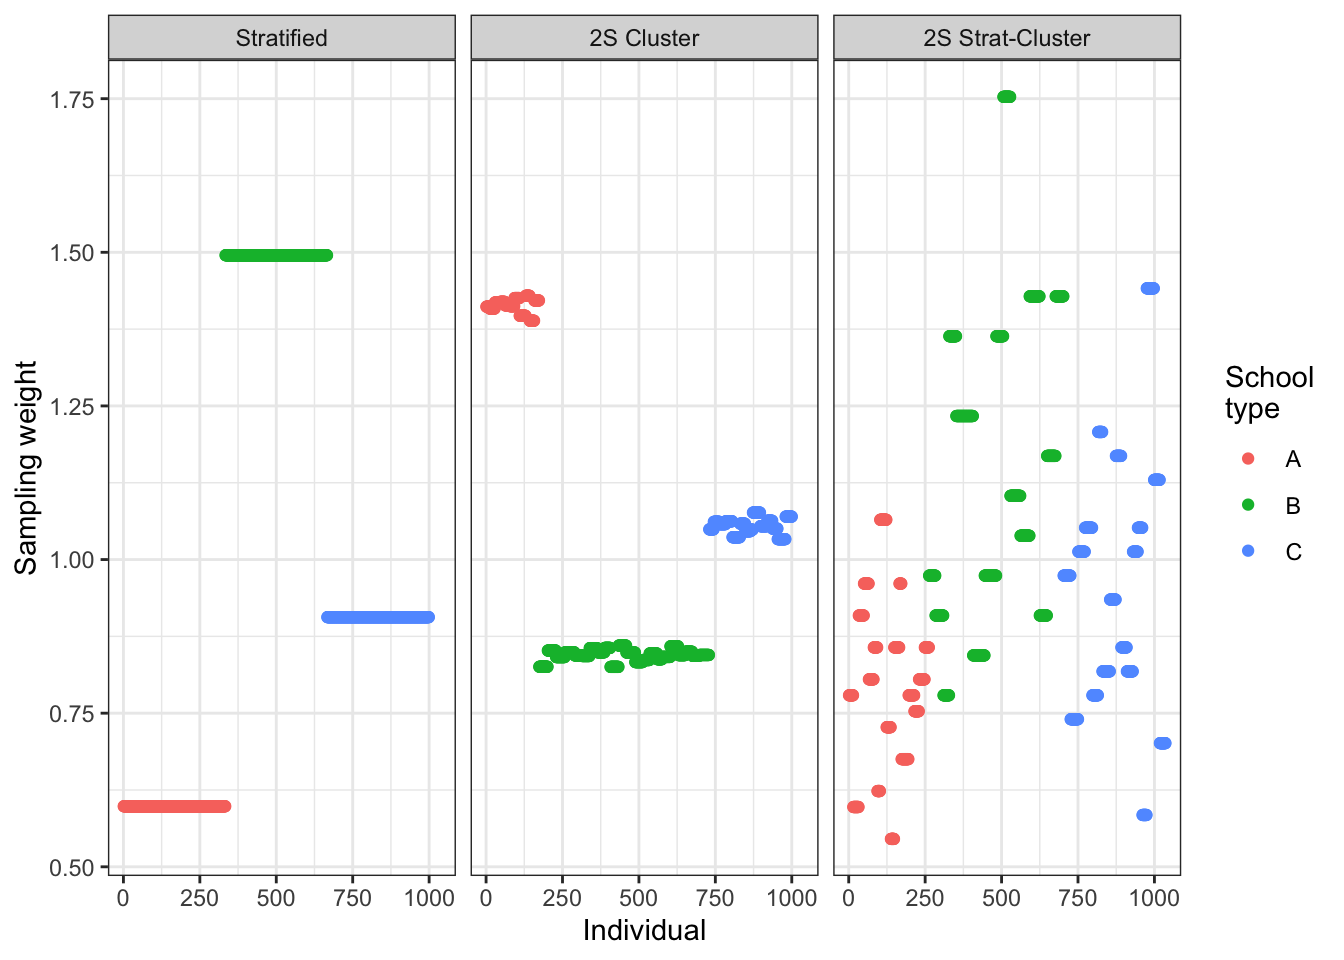 Stratified
2S Cluster
2S Strat-Cluster
1.75
1.50
1.25
1.00
0.75
0.50
Sampling weight
0 250 500 750 1000
0 250 500 750 1000
0 250 500 750 1000
Individual
School
type
A
B
C